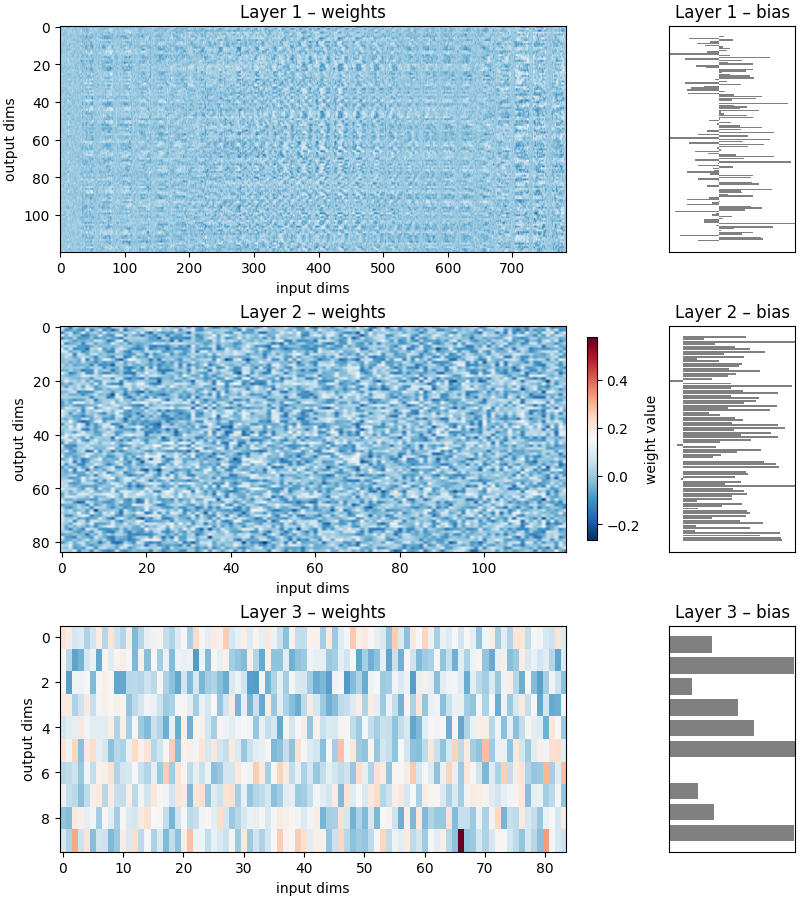 Layer 1 – weights
Layer 1 – bias
output dims
0
20
40
60
80
100
0 100 200 300 400 500 600 700
input dims
Layer 2 – weights
Layer 2 – bias
output dims
0
20
40
60
80
0 20 40 60 80 100
input dims
weight value
0.4
0.2
0.0
−0.2
Layer 3 – weights
Layer 3 – bias
output dims
0
2
4
6
8
0 10 20 30 40 50 60 70 80
input dims